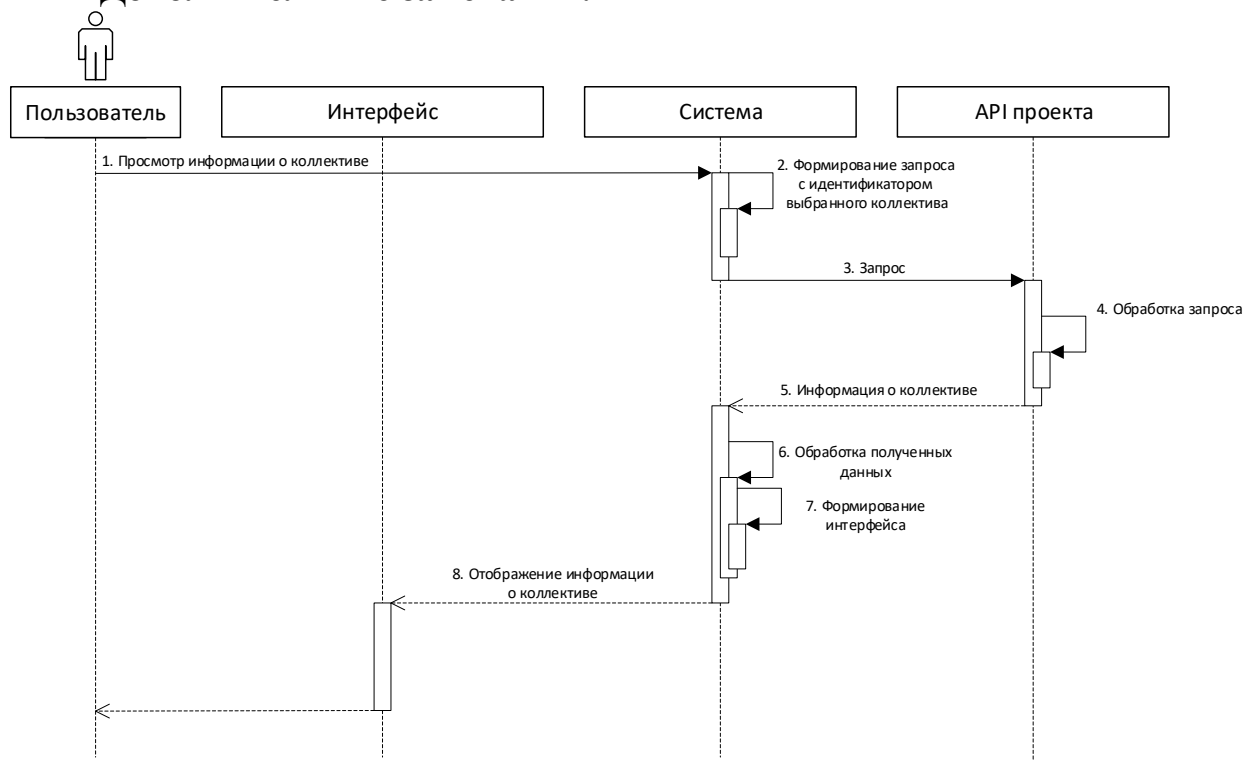 Пользователь
Интерфейс
Система
API проекта
1. Просмотр информации о коллективе
2. Формирование запроса
с идентификатором
выбранного коллектива
3. Запрос
4. Обработка запроса
5. Информация о коллективе
6. Обработка полученных
данных
7. Формирование
интерфейса
8. Отображение информации
о коллективе